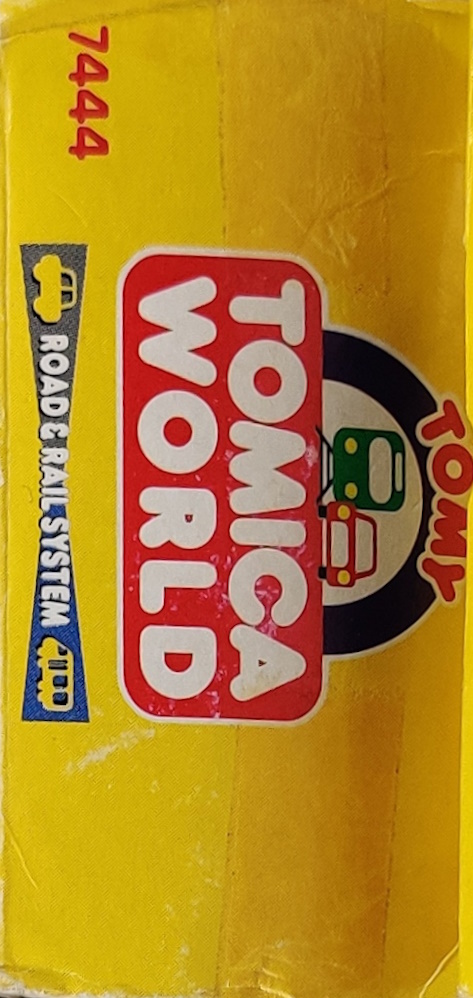 TOMY
TOMICA
WORLD
ROAD & RAIL SYSTEM
7444